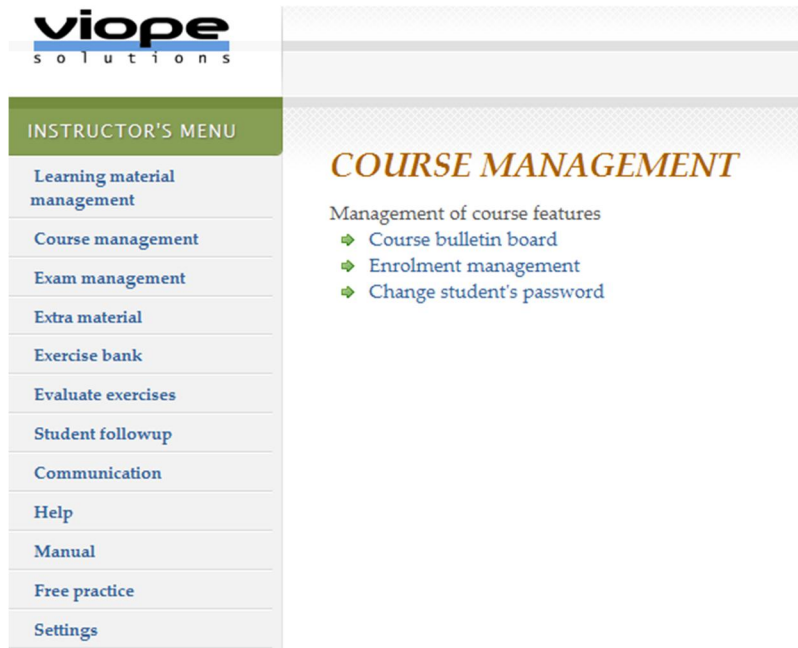 viope
solutions
INSTRUCTOR'S MENU
Learning material
management
Course management
Exam management
Extra material
Exercise bank
Evaluate exercises
Student followup
Communication
Help
Manual
Free practice
Settings
COURSE MANAGEMENT
Management of course features
Course bulletin board
Enrolment management
Change student's password